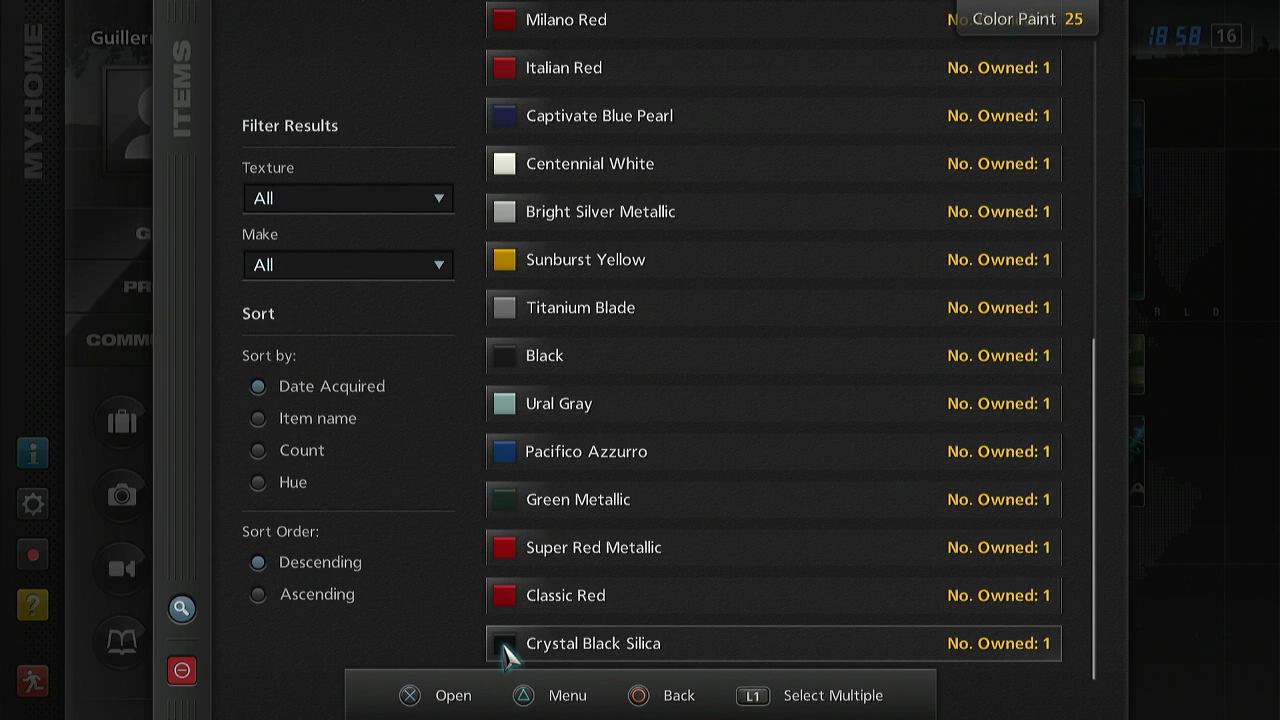 MY HOME
Guiller
G
PR
COMM
ITEMS
Filter Results
Texture
All
Make
All
Sort
Sort by:
Date Acquired
Item name
Count
Hue
Sort Order:
Descending
Ascending
Color Paint 25
Milano Red No.
Italian Red No. Owned: 1
Captivate Blue Pearl No. Owned: 1
Centennial White No. Owned: 1
Bright Silver Metallic No. Owned: 1
Sunburst Yellow No. Owned: 1
Titanium Blade No. Owned: 1
Black No. Owned: 1
Ural Gray No. Owned: 1
Pacifico Azzurro No. Owned: 1
Green Metallic No. Owned: 1
Super Red Metallic No. Owned: 1
Classic Red No. Owned: 1
Crystal Black Silica No. Owned: 1
Open Menu Back L1 Select Multiple
18 58 16
R L D